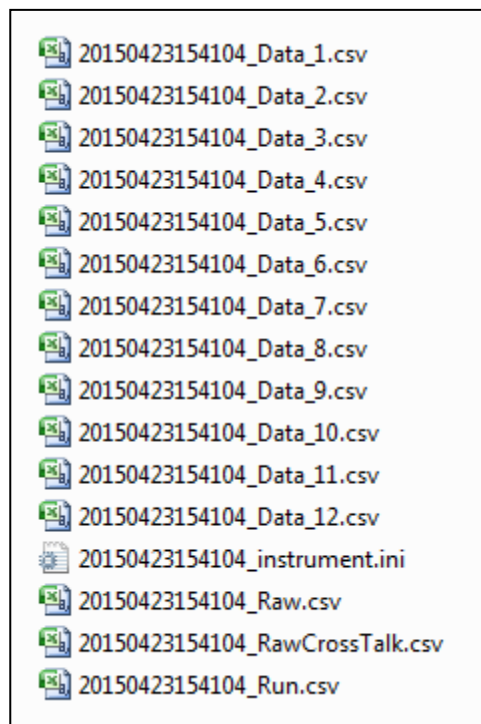 20150423154104_Data_1.csv
20150423154104_Data_2.csv
20150423154104_Data_3.csv
20150423154104_Data_4.csv
20150423154104_Data_5.csv
20150423154104_Data_6.csv
20150423154104_Data_7.csv
20150423154104_Data_8.csv
20150423154104_Data_9.csv
20150423154104_Data_10.csv
20150423154104_Data_11.csv
20150423154104_Data_12.csv
20150423154104_instrument.ini
20150423154104_Raw.csv
20150423154104_RawCrossTalk.csv
20150423154104_Run.csv